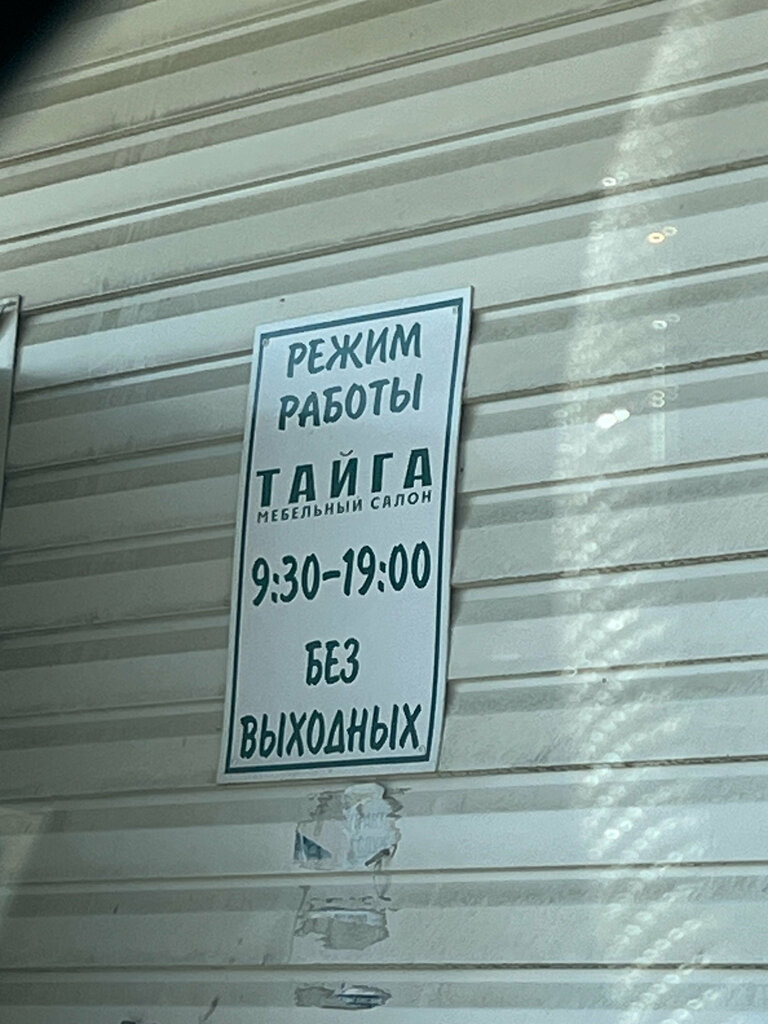 РЕЖИМ
РАБОТЫ
ТАЙГА
МЕБЕЛЬНЫЙ САЛОН
9:30-19:00
БЕЗ
ВЫХОДНЫХ